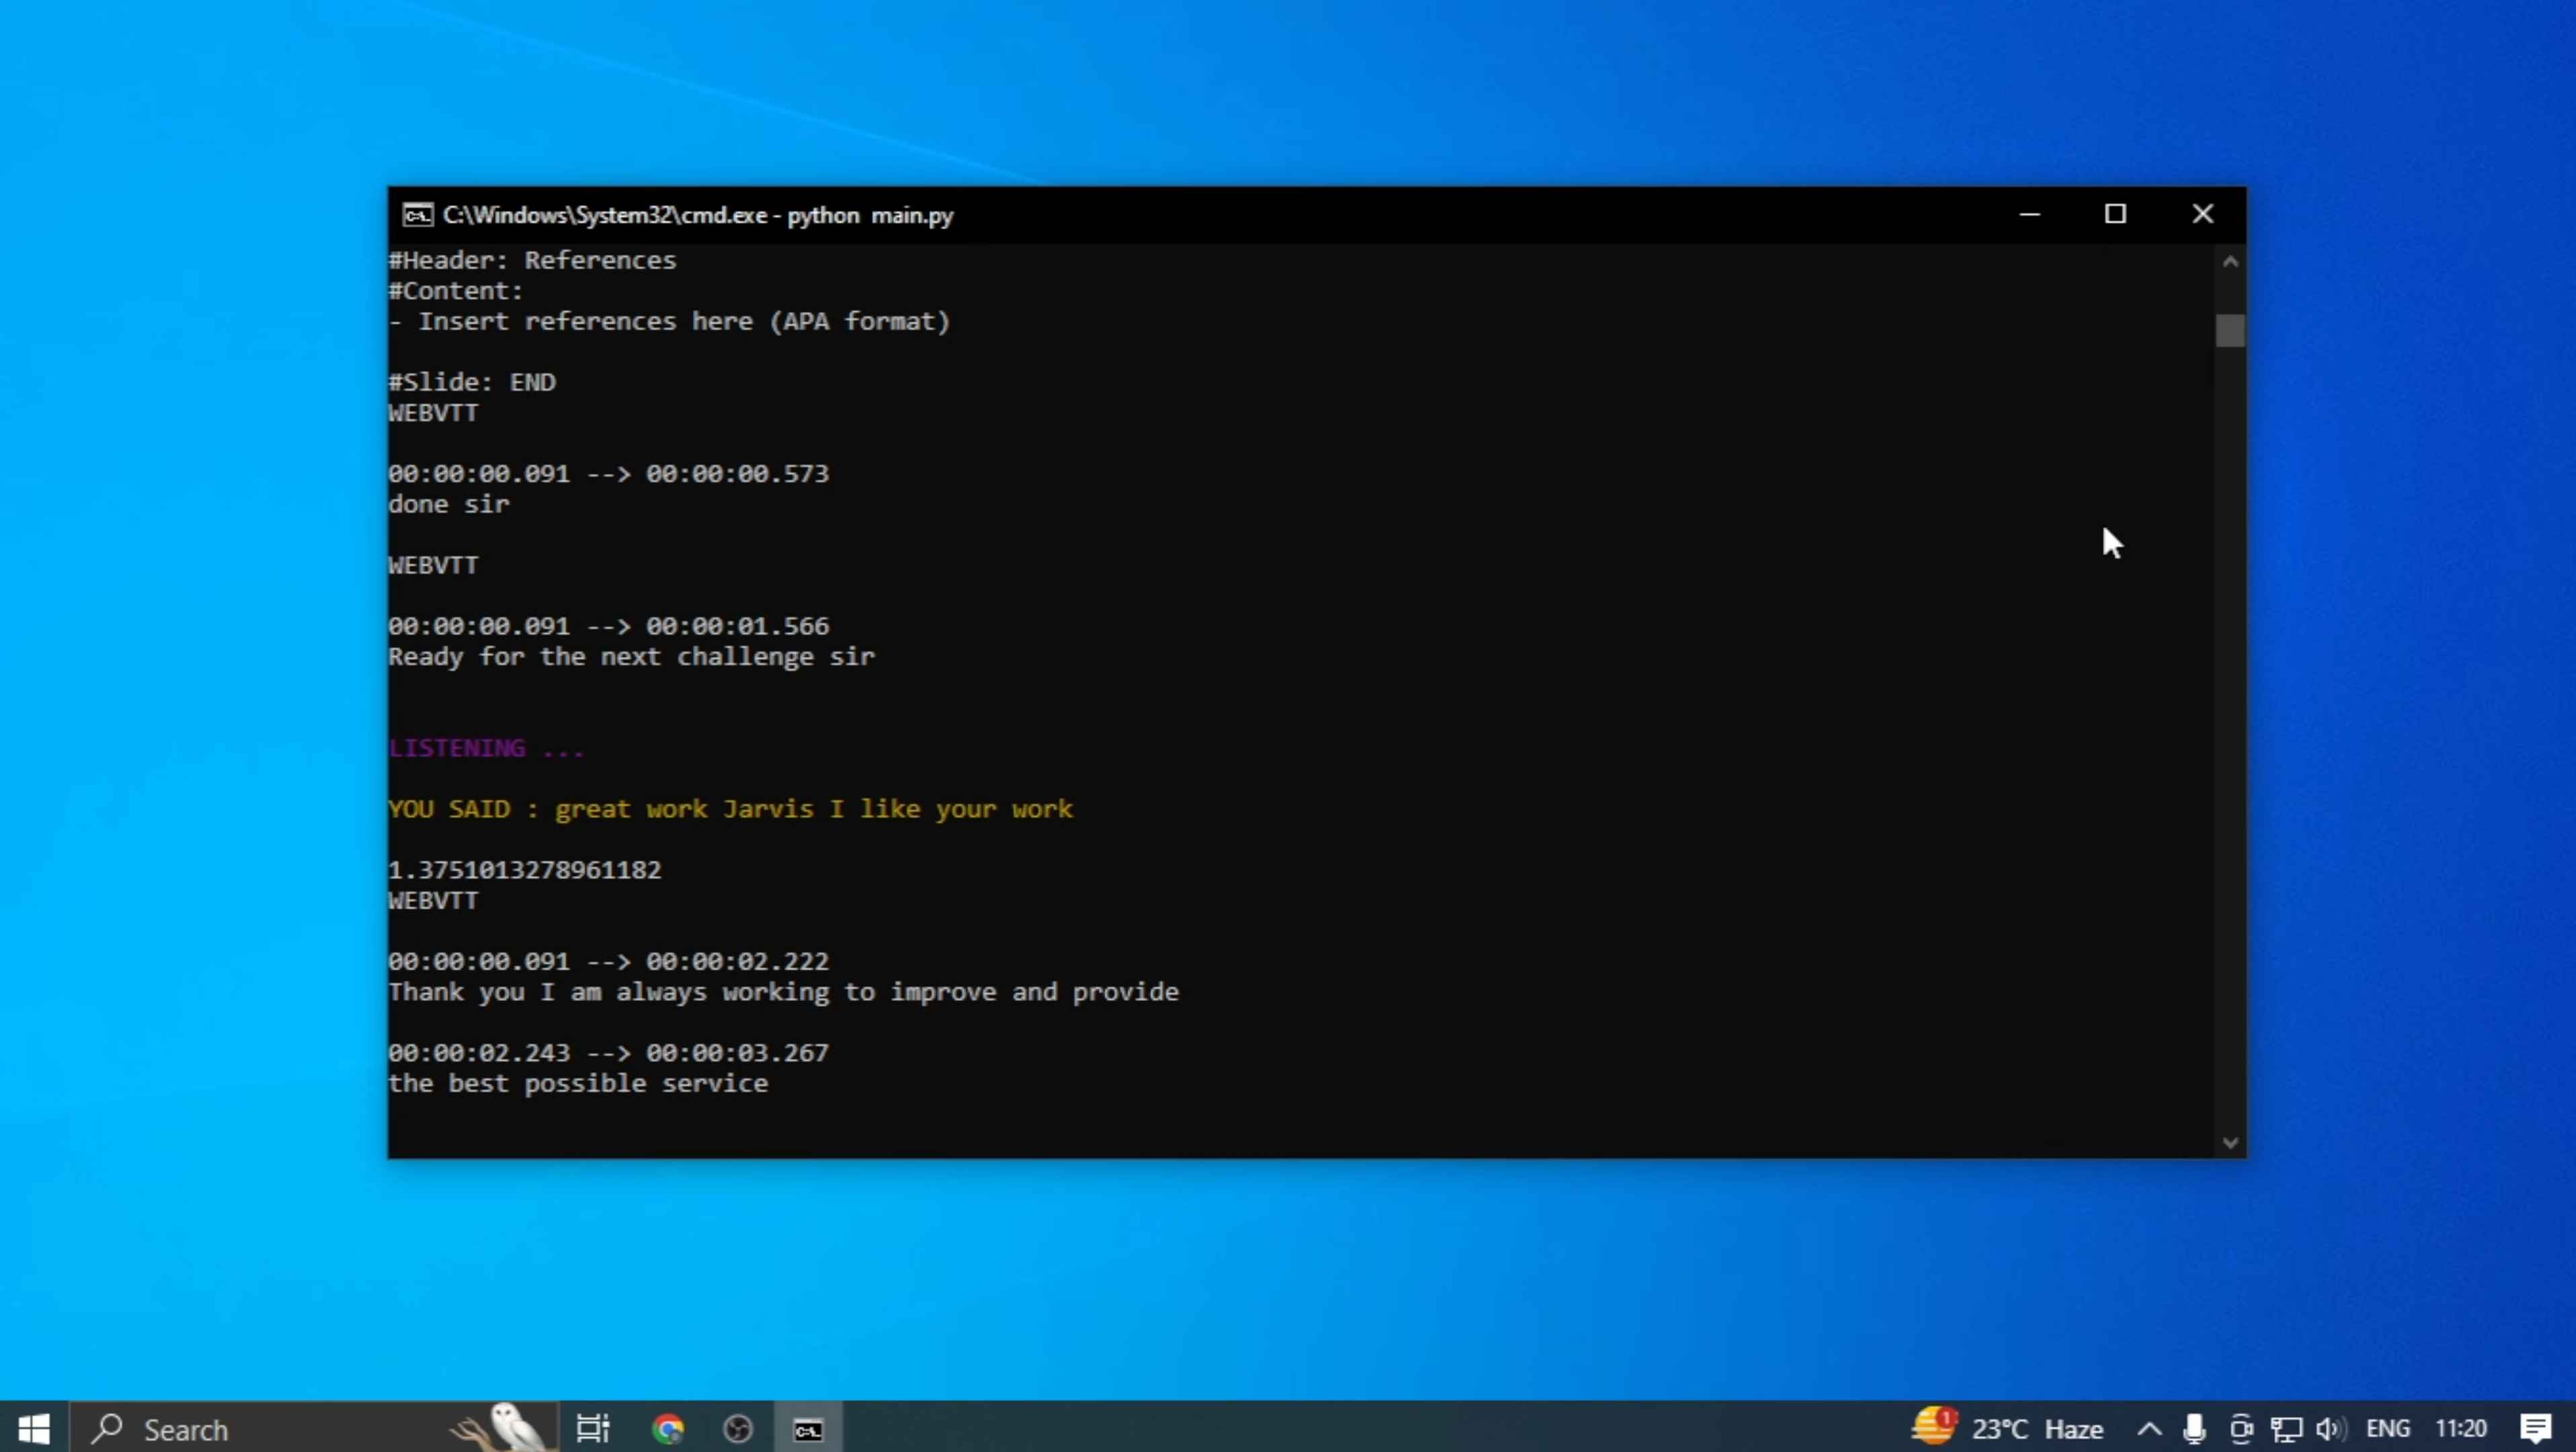 C:\Windows\System32\cmd.exe - python  main.py
#Header: References
#Content:
- Insert references here (APA format)
#Slide: END
WEBVTT
00:00:00.091 --> 00:00:00.573
done sir
WEBVTT
00:00:00.091 --> 00:00:01.566
Ready for the next challenge sir
LISTENING ...
YOU SAID : great work Jarvis I like your work
1.3751013278961182
WEBVTT
00:00:00.091 --> 00:00:02.222
Thank you I am always working to improve and provide
00:00:02.243 --> 00:00:03.267
the best possible service
Search
1
23°C Haze
ENG
11:20